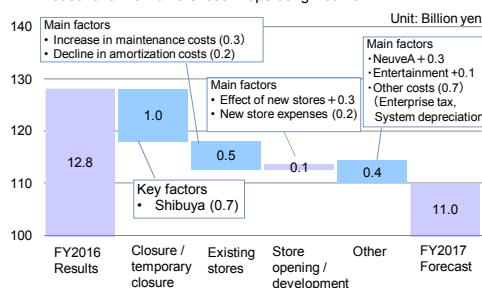 Unit: Billion yen
140
130
120
110
100
Main factors
• Increase in maintenance costs (0.3)
• Decline in amortization costs (0.2)
Main factors
• Effect of new stores＋0.3
• New store expenses (0.2)
Main factors
・NeuveA＋0.3
・Entertainment +0.1
・Other costs (0.7)
(Enterprise tax,
System depreciation
Key factors
• Shibuya (0.7)
12.8
1.0
0.5
0.1
0.4
11.0
FY2016
Results
Closure /
temporary
closure
Existing
stores
Store
opening /
development
Other
FY2017
Forecast